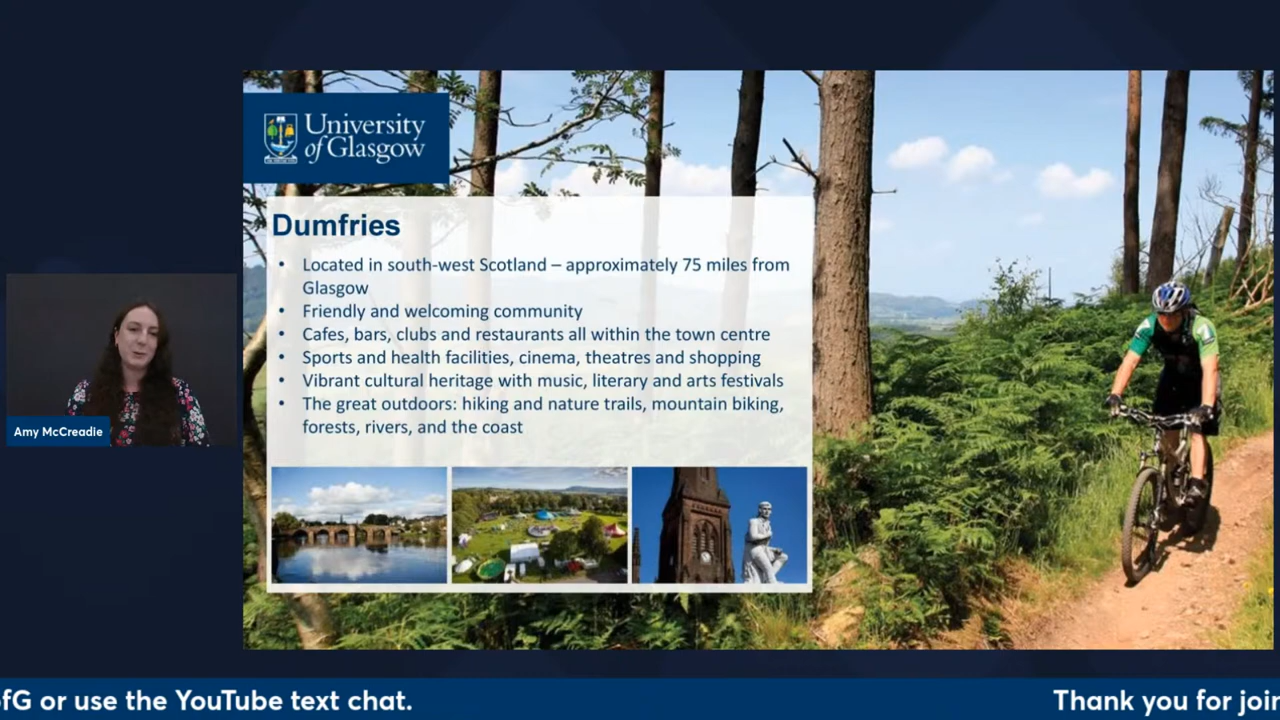 University
of Glasgow
Dumfries
• Located in south-west Scotland – approximately 75 miles from
Glasgow
• Friendly and welcoming community
• Cafes, bars, clubs and restaurants all within the town centre
• Sports and health facilities, cinema, theatres and shopping
• Vibrant cultural heritage with music, literary and arts festivals
• The great outdoors: hiking and nature trails, mountain biking,
forests, rivers, and the coast
Amy McCreadie
ofG or use the YouTube text chat.
Thank you for join